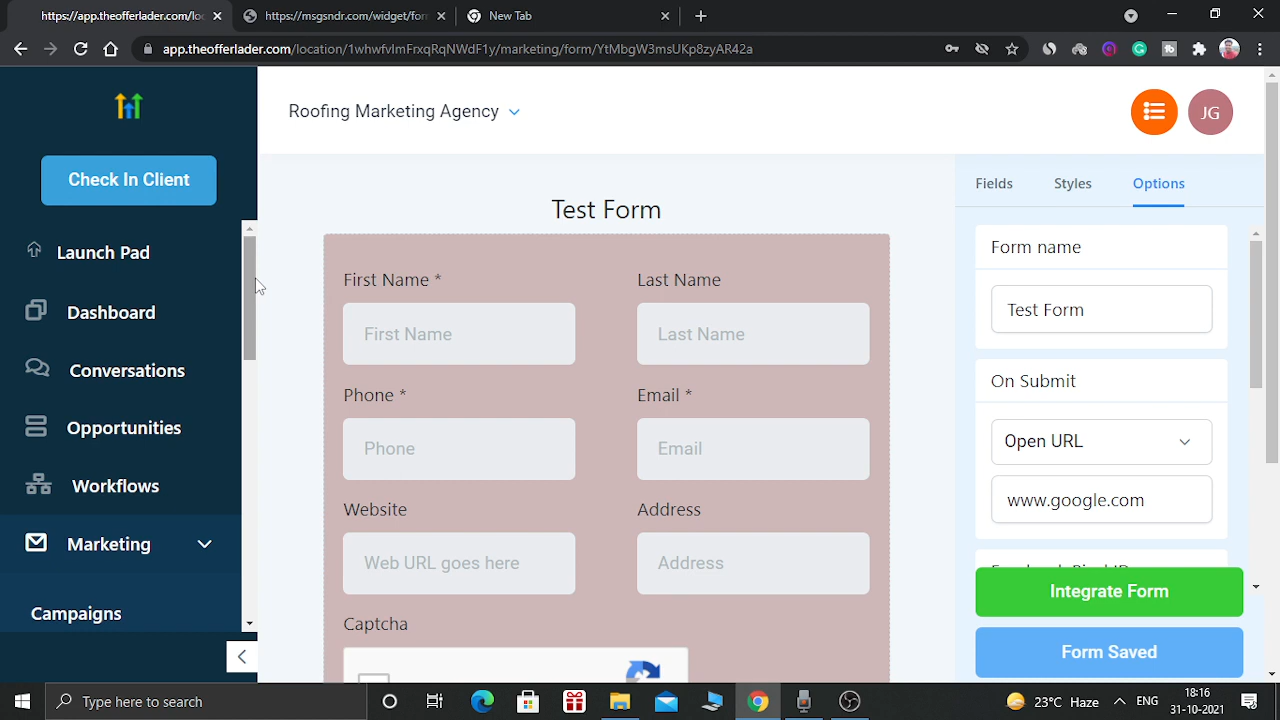 https://app.theofferlader.com/lo
https://msgsndr.com/widget/form
New Tab
app.theofferlader.com/location/1whwfvlmFrxqRqNWdF1y/marketing/form/YtMbgW3msUKp8zyAR42a
Roofing Marketing Agency
JG
Check In Client
Launch Pad
Dashboard
Conversations
Opportunities
Workflows
Marketing
Campaigns
Test Form
First Name *
Last Name
First Name
Last Name
Phone *
Email *
Phone
Email
Website
Address
Web URL goes here
Address
Captcha
Fields
Styles
Options
Form name
Test Form
On Submit
Open URL
www.google.com
Integrate Form
Form Saved
Type here to search
23°C Haze
ENG
18:16
31-10-2021